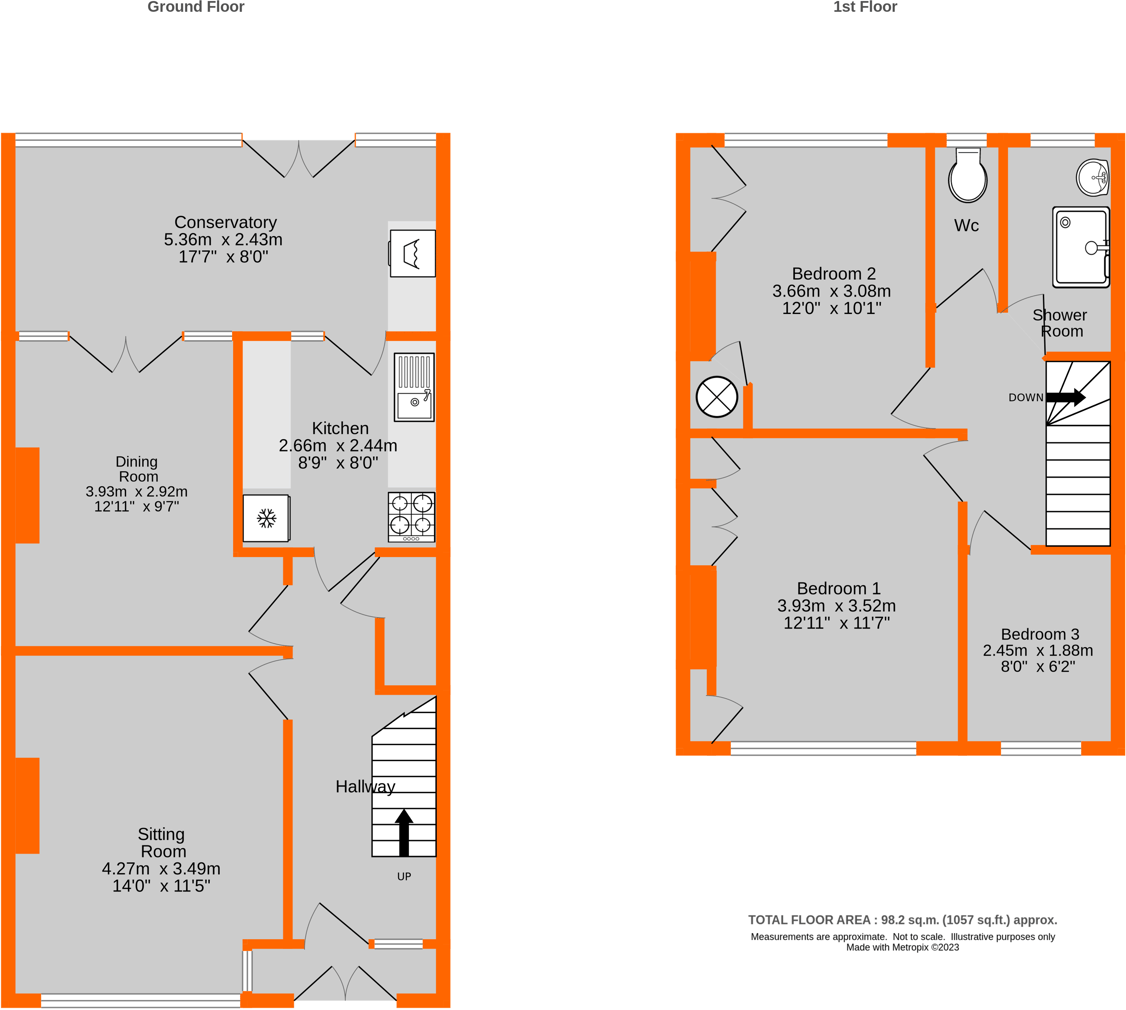 Ground Floor
1st Floor
Conservatory
5.36m x 2.43m
17'7" x 8'0"
Kitchen
2.66m x 2.44m
8'9" x 8'0"
Dining
Room
3.93m x 2.92m
12'11" x 9'7"
Hallway
UP
Sitting
Room
4.27m x 3.49m
14'0" x 11'5"
Wc
Bedroom 2
3.66m x 3.08m
12'0" x 10'1"
Shower
Room
DOWN
Bedroom 1
3.93m x 3.52m
12'11" x 11'7"
Bedroom 3
2.45m x 1.88m
8'0" x 6'2"
TOTAL FLOOR AREA : 98.2 sq.m. (1057 sq.ft.) approx.
Measurements are approximate. Not to scale. Illustrative purposes only
Made with Metropix ©2023